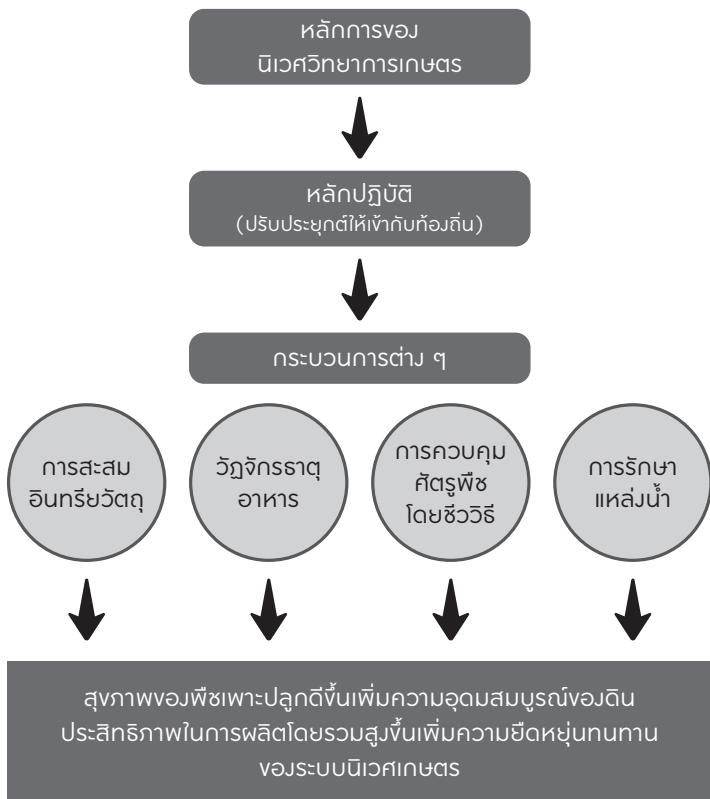 หลักการของ
นิเวศวิทยาการเกษตร
หลักปฏิบัติ
(ปรับประยุกต์ให้เข้ากับท้องถิ่น)
กระบวนการต่าง ๆ
การสะสม
อินทรียวัตถุ
วัฏจักรธาตุ
อาหาร
การควบคุม
ศัตรูพืช
โดยชีววิธี
การรักษา
แหล่งน้ำ
สุขภาพของพืชเพาะปลูกดีขึ้นเพิ่มความอุดมสมบูรณ์ของดิน
ประสิทธิภาพในการผลิตโดยรวมสูงขึ้นเพิ่มความยืดหยุ่นทนทาน
ของระบบนิเวศเกษตร